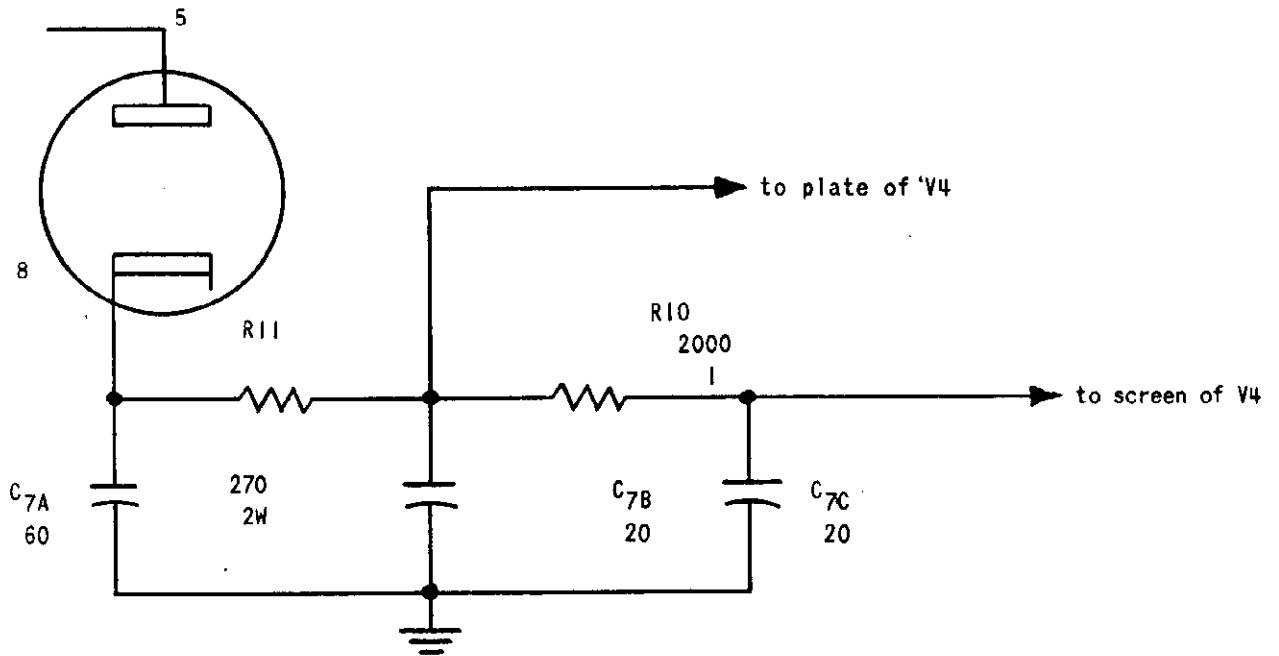 5
to plate of 'V4
8
R11
R10
2000
1
to screen of V4
C7A
60
270
2W
C7B
20
C7C
20